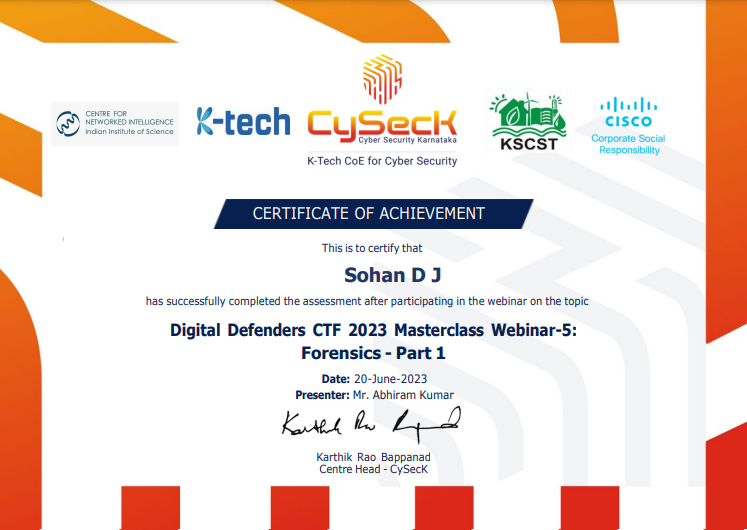 CENTRE FOR
NETWORKED INTELLIGENCE
Indian Institute of Science
K-tech
CySecK
Cyber Security Karnataka
K-Tech CoE for Cyber Security
KSCST
CISCO
Corporate Social
Responsibility
CERTIFICATE OF ACHIEVEMENT
This is to certify that
Sohan D J
has successfully completed the assessment after participating in the webinar on the topic
Digital Defenders CTF 2023 Masterclass Webinar-5:
Forensics - Part 1
Date: 20-June-2023
Presenter: Mr. Abhiram Kumar
Karthik Rao
Karthik Rao Bappanad
Centre Head - CySecK